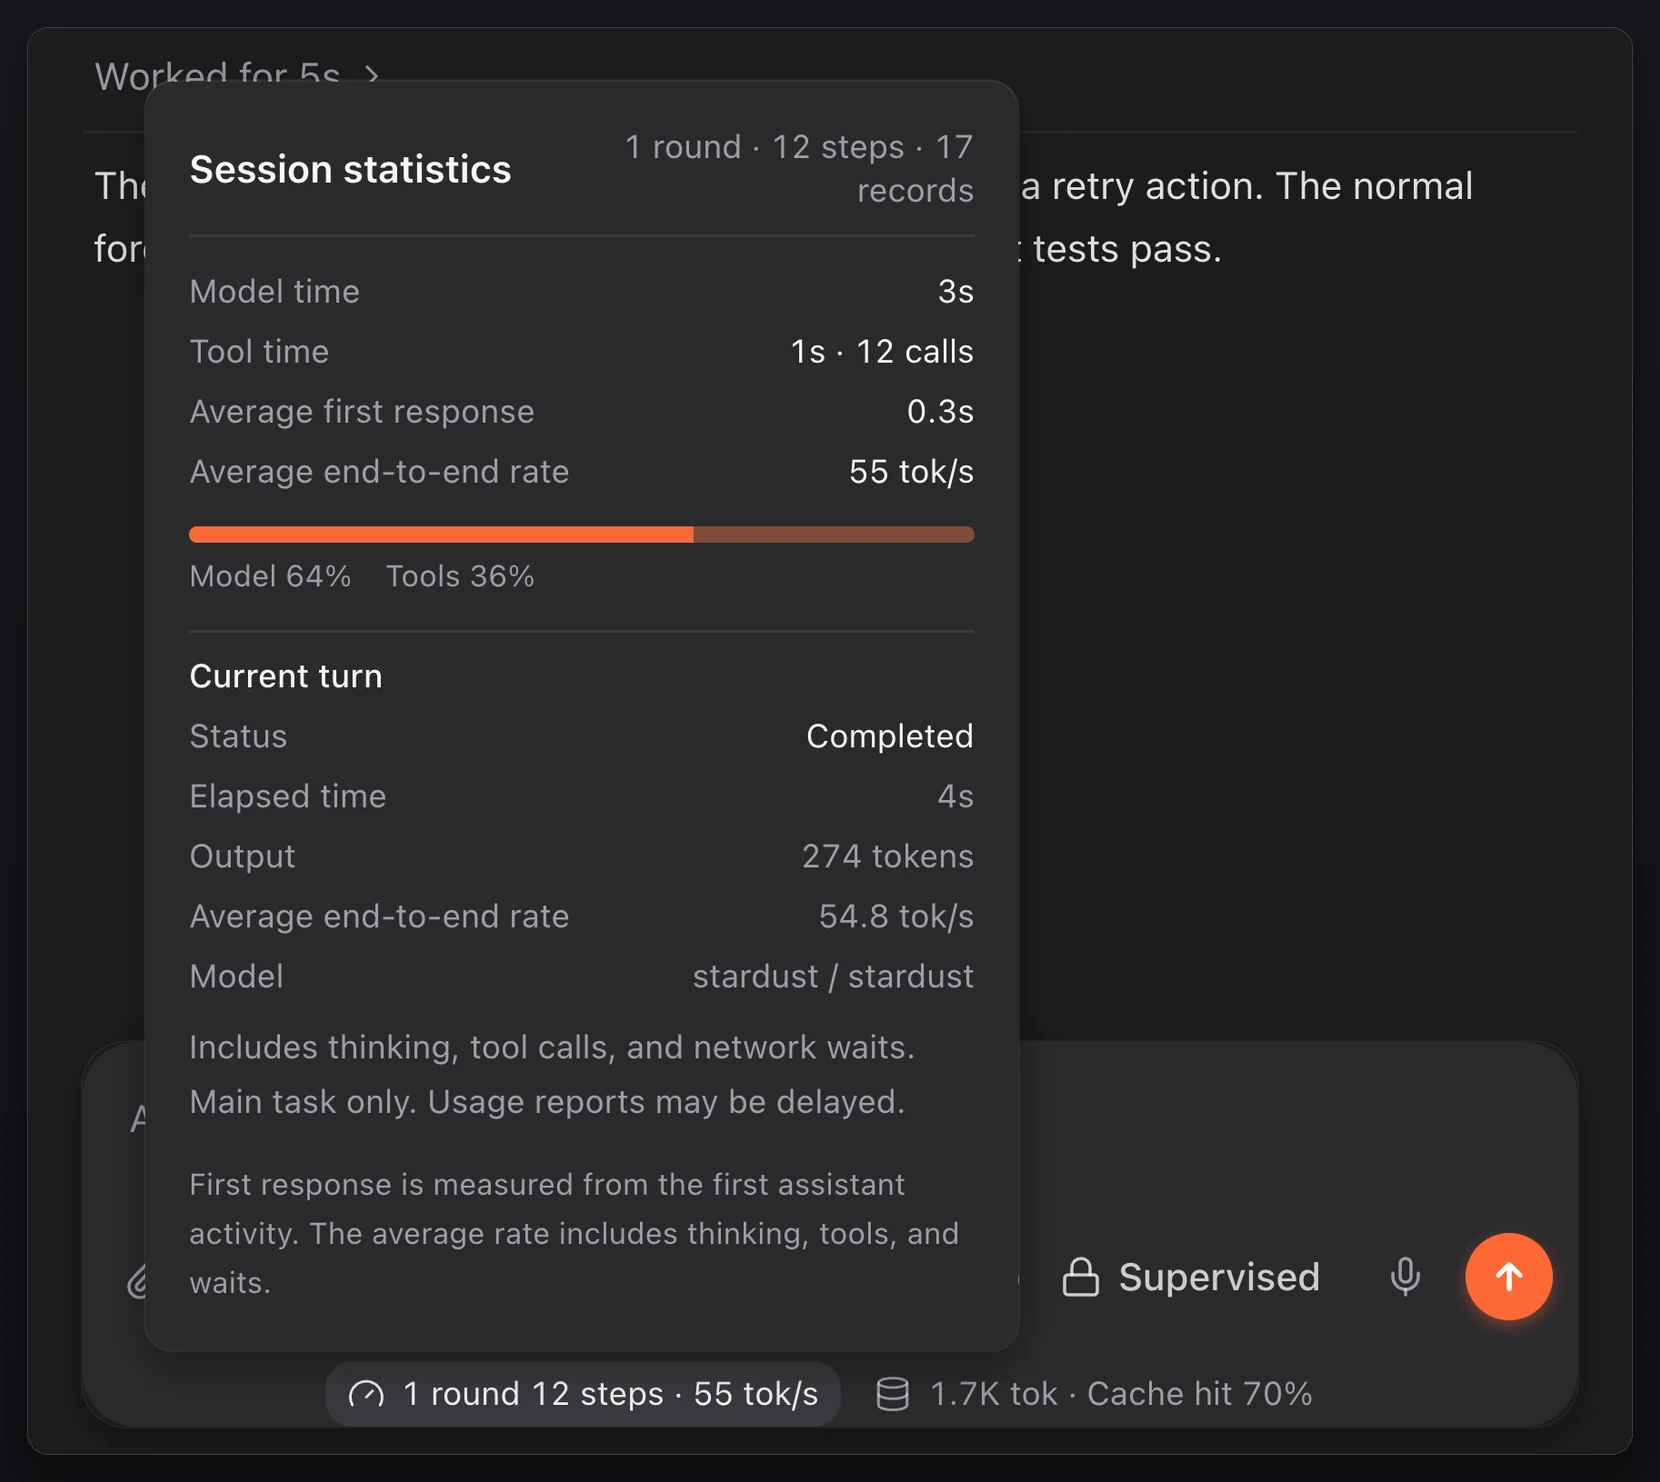 Worked for 5s
Session statistics
1 round · 12 steps · 17
records
a retry action. The normal
tests pass.
Model time 3s
Tool time 1s · 12 calls
Average first response 0.3s
Average end-to-end rate 55 tok/s
Model 64% Tools 36%
Current turn
Status Completed
Elapsed time 4s
Output 274 tokens
Average end-to-end rate 54.8 tok/s
Model stardust / stardust
Includes thinking, tool calls, and network waits.
Main task only. Usage reports may be delayed.
First response is measured from the first assistant
activity. The average rate includes thinking, tools, and
waits.
Supervised
1 round 12 steps · 55 tok/s
1.7K tok · Cache hit 70%